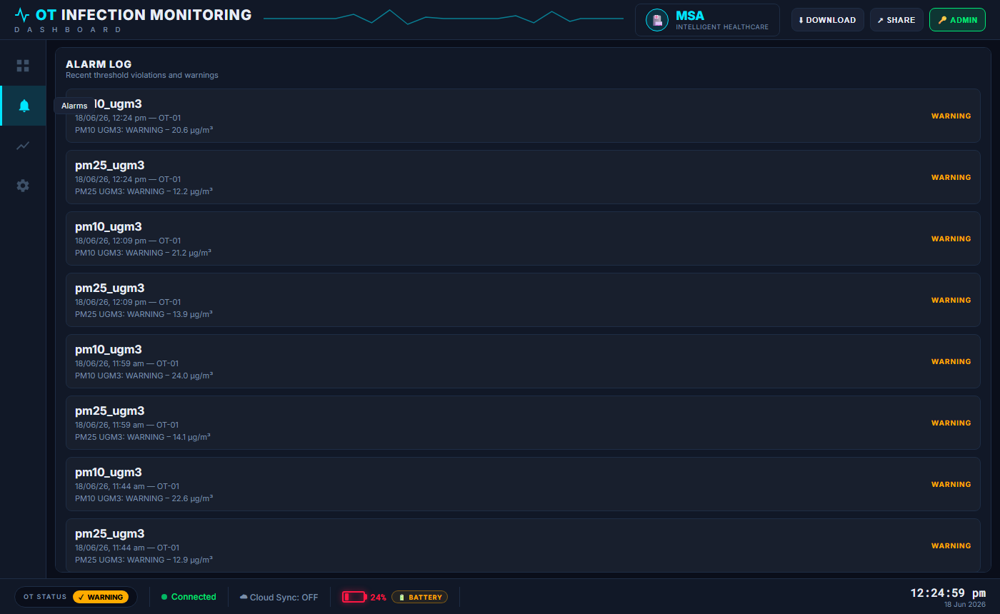 OT INFECTION MONITORING
DASHBOARD
MSA
INTELLIGENT HEALTHCARE
⬇ DOWNLOAD
↗ SHARE
🔑 ADMIN
ALARM LOG
Recent threshold violations and warnings
Alarms
10_ugm3
18/06/26, 12:24 pm — OT-01
PM10 UGM3: WARNING – 20.6 µg/m³
WARNING
pm25_ugm3
18/06/26, 12:24 pm — OT-01
PM25 UGM3: WARNING – 12.2 µg/m³
WARNING
pm10_ugm3
18/06/26, 12:09 pm — OT-01
PM10 UGM3: WARNING – 21.2 µg/m³
WARNING
pm25_ugm3
18/06/26, 12:09 pm — OT-01
PM25 UGM3: WARNING – 13.9 µg/m³
WARNING
pm10_ugm3
18/06/26, 11:59 am — OT-01
PM10 UGM3: WARNING – 24.0 µg/m³
WARNING
pm25_ugm3
18/06/26, 11:59 am — OT-01
PM25 UGM3: WARNING – 14.1 µg/m³
WARNING
pm10_ugm3
18/06/26, 11:44 am — OT-01
PM10 UGM3: WARNING – 22.6 µg/m³
WARNING
pm25_ugm3
18/06/26, 11:44 am — OT-01
PM25 UGM3: WARNING – 12.9 µg/m³
WARNING
OT STATUS
✓ WARNING
Connected
Cloud Sync: OFF
24%
BATTERY
12:24:59 pm
18 Jun 2026